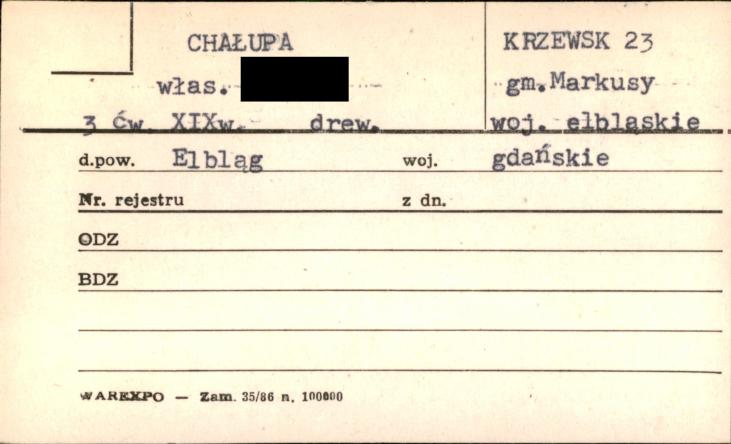 CHAŁUPA KRZEWSK 23
włas. gm.Markusy
3 ćw. XIXw. drew. woj. elbląskie
d.pow. Elbląg woj. gdańskie
Nr. rejestru z dn.
ODZ
BDZ
WAREXPO — Zam. 35/86 n. 100000